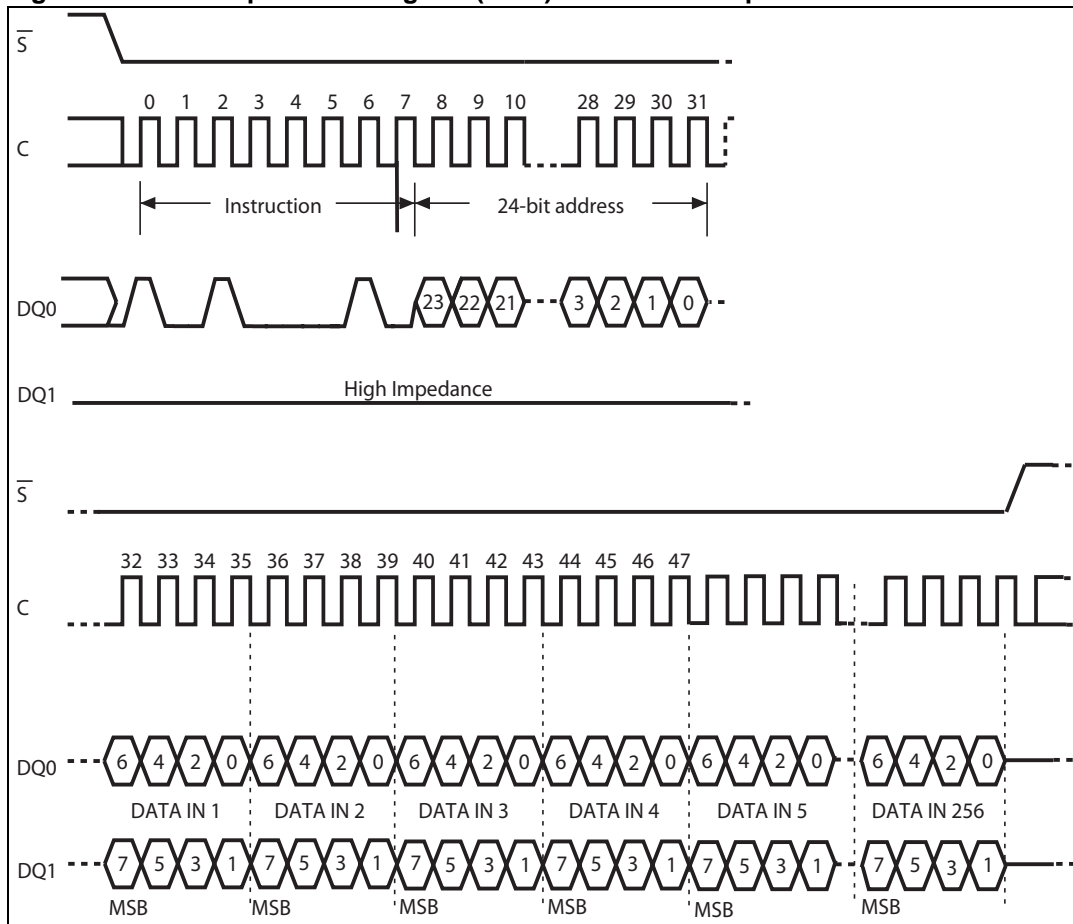 S
0 1 2 3 4 5 6 7 8 9 10 28 29 30 31
C
Instruction 24-bit address
DQ0 23 22 21 3 2 1 0
DQ1 High Impedance
S
32 33 34 35 36 37 38 39 40 41 42 43 44 45 46 47
C
DQ0 6 4 2 0 6 4 2 0 6 4 2 0 6 4 2 0 6 4 2 0 6 4 2 0
DATA IN 1 DATA IN 2 DATA IN 3 DATA IN 4 DATA IN 5 DATA IN 256
DQ1 7 5 3 1 7 5 3 1 7 5 3 1 7 5 3 1 7 5 3 1 7 5 3 1
MSB MSB MSB MSB MSB MSB